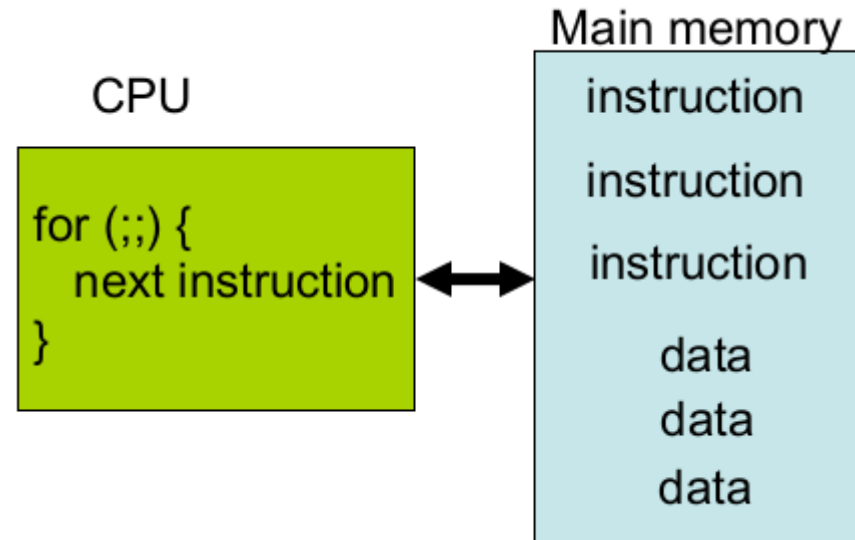 CPU
for (;;) {
next instruction
}
Main memory
instruction
instruction
instruction
data
data
data